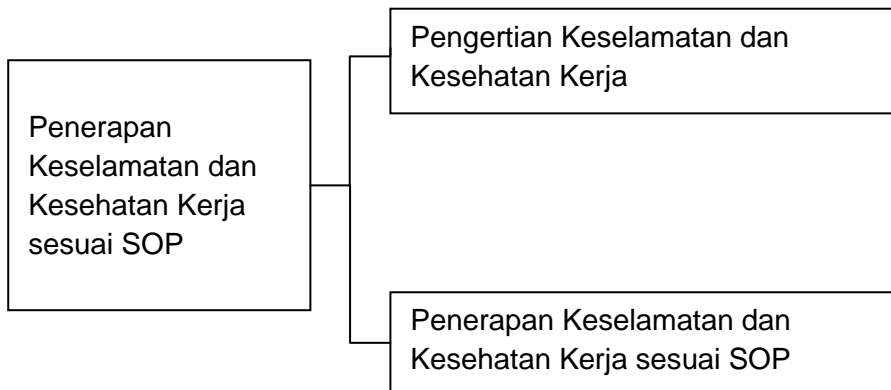 Pengertian Keselamatan dan
Kesehatan Kerja
Penerapan
Keselamatan dan
Kesehatan Kerja
sesuai SOP
Penerapan Keselamatan dan
Kesehatan Kerja sesuai SOP